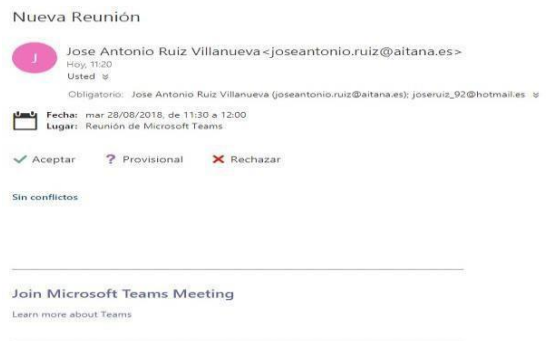 Nueva Reunión
J
Jose Antonio Ruiz Villanueva<joseantonio.ruiz@aitana.es>
Hoy, 11:20
Usted
Obligatorio: Jose Antonio Ruiz Villanueva (joseantonio.ruiz@aitana.es); joseruiz_92@hotmail.es
Fecha: mar 28/08/2018, de 11:30 a 12:00
Lugar: Reunión de Microsoft Teams
Aceptar ? Provisional Rechazar
Sin conflictos
Join Microsoft Teams Meeting
Learn more about Teams